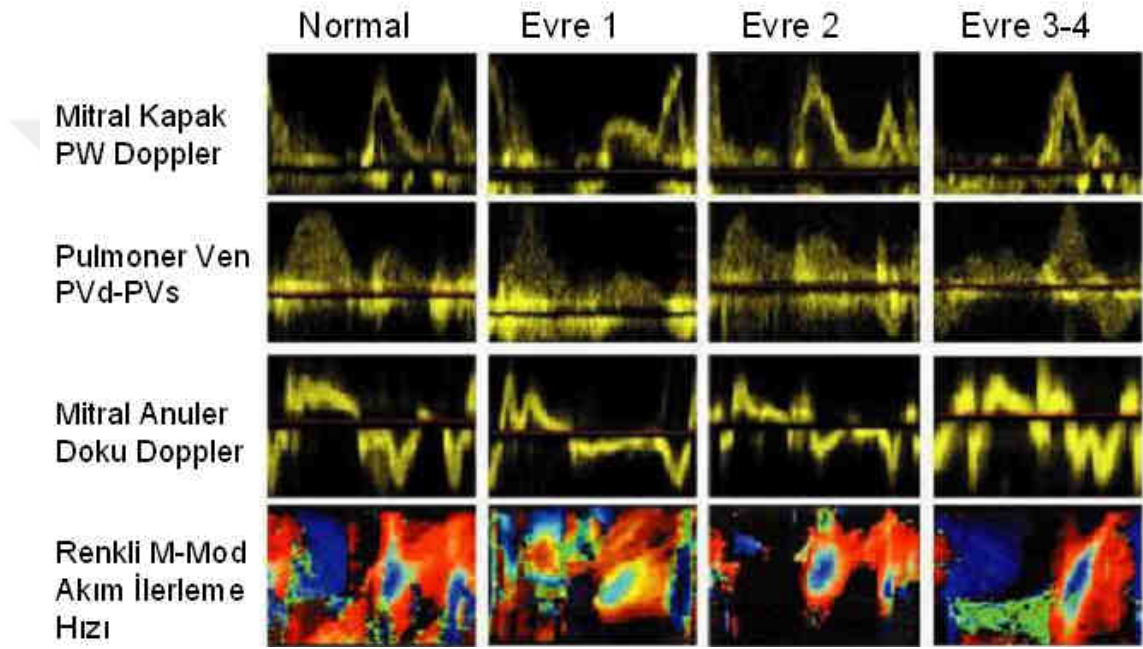 Normal Evre 1 Evre 2 Evre 3-4
Mitral Kapak
PW Doppler
Pulmoner Ven
PVd-PVs
Mitral Anuler
Doku Doppler
Renkli M-Mod
Akım İlerleme
Hızı